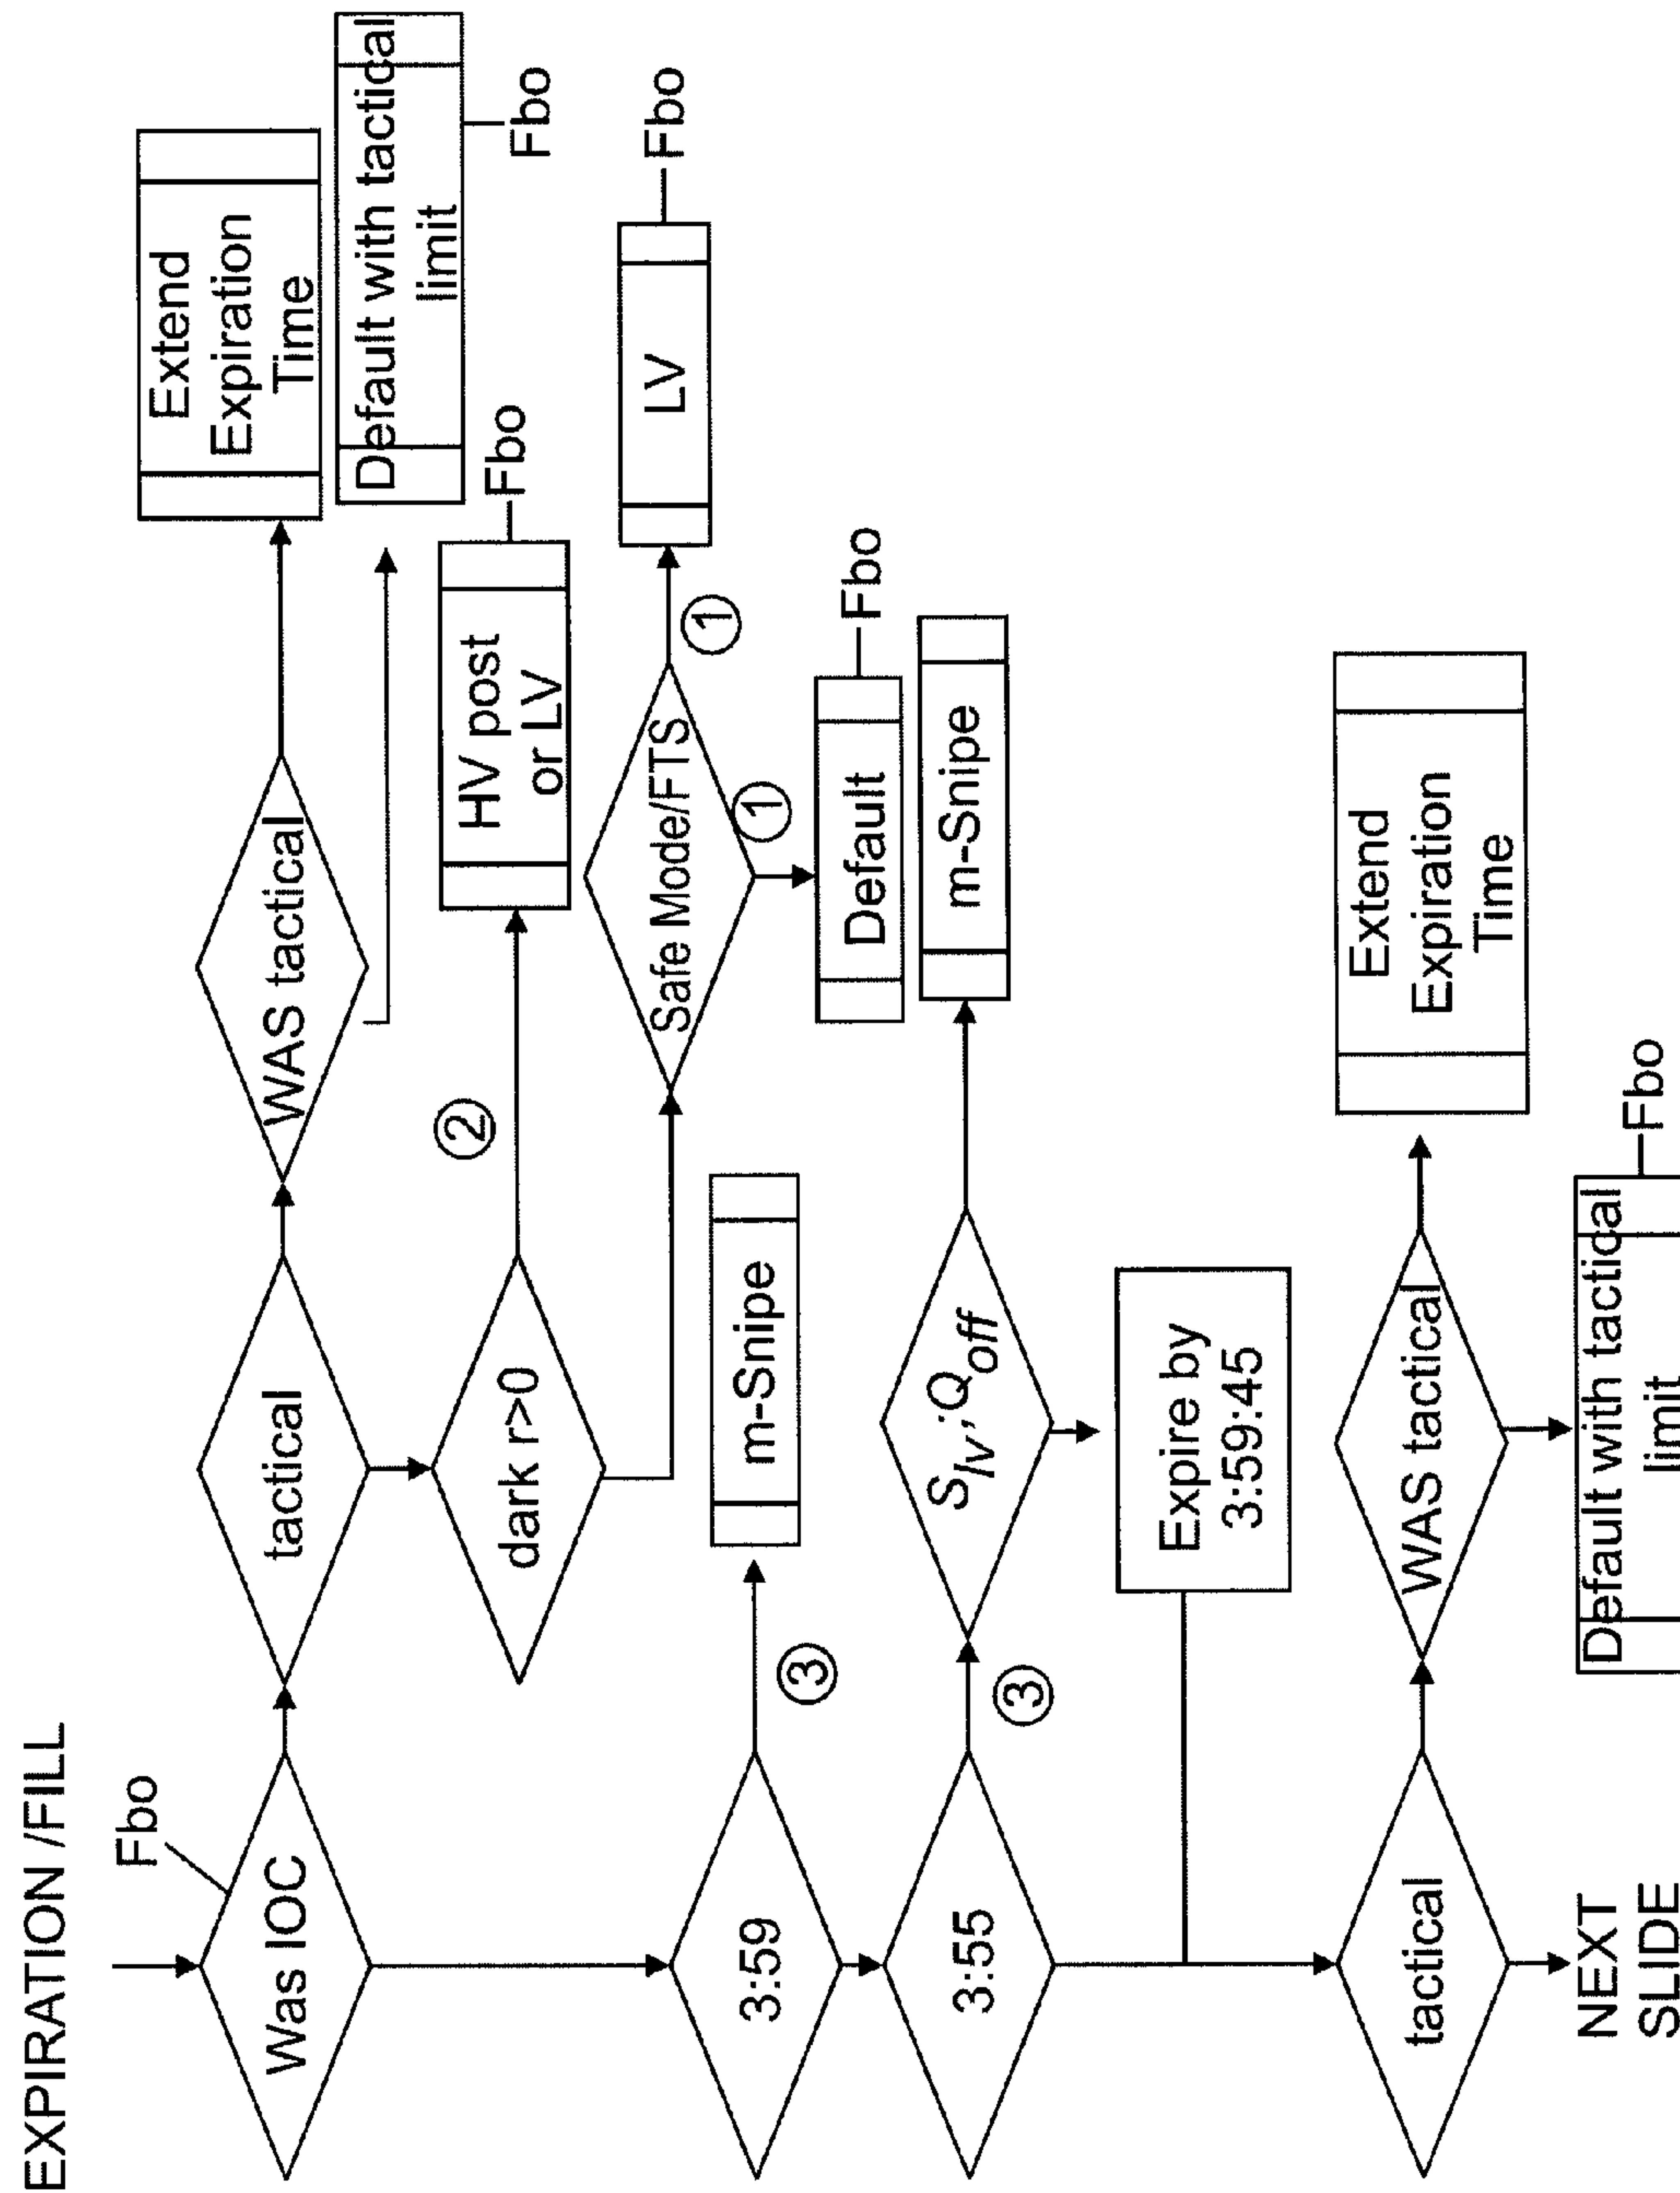 EXPIRATION /FILL
Fbo
Was IOC
tactical
WAS tactical
Extend
Expiration
Time
Default with tactical
limit
Fbo
dark r>0
②
HV post
or LV
Fbo
Safe Mode/FTS
①
LV
Fbo
①
Default
Fbo
3:59
③
m-Snipe
3:55
③
Slv;Qoff
m-Snipe
Expire by
3:59:45
tactical
WAS tactical
Extend
Expiration
Time
Default with tactical
limit
Fbo
NEXT
SLIDE